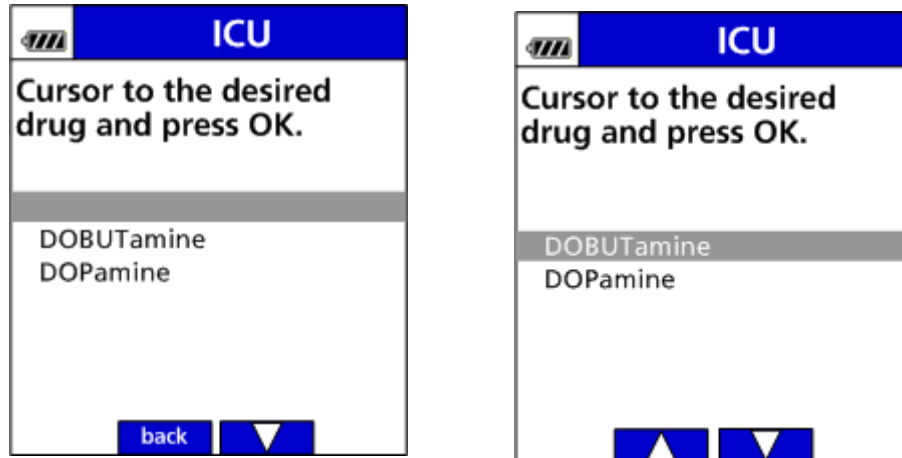 ICU
Cursor to the desired
drug and press OK.
DOBUTamine
DOPamine
back
ICU
Cursor to the desired
drug and press OK.
DOBUTamine
DOPamine